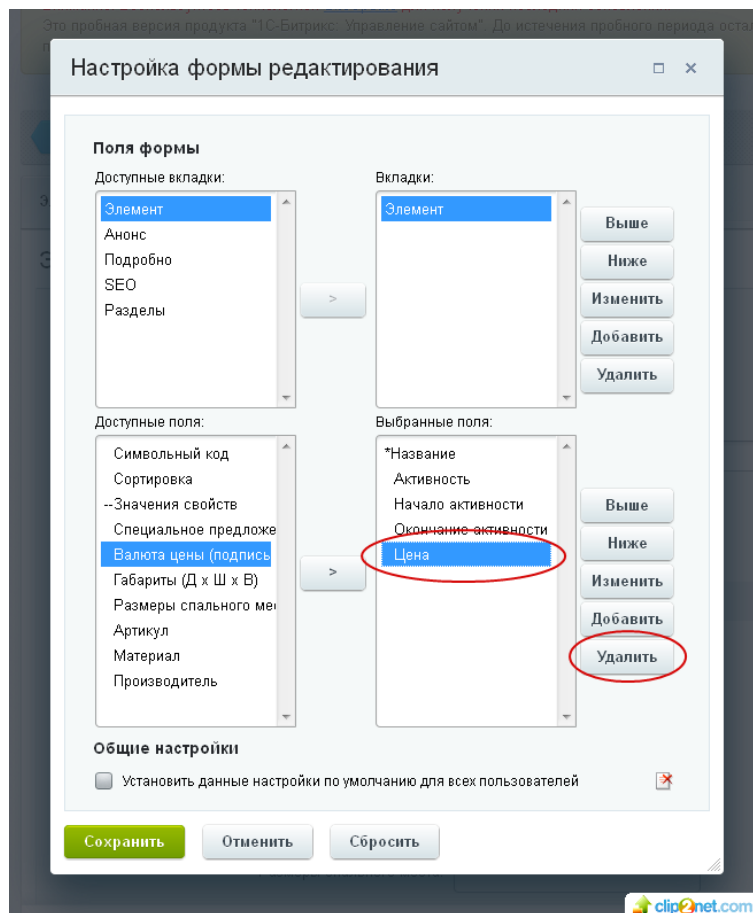 Это пробная версия продукта "1С-Битрикс: Управление сайтом". До истечения пробного периода оста
Настройка формы редактирования
Поля формы
Доступные вкладки:
Вкладки:
Элемент
Анонс
Подробно
SEO
Разделы
>
Элемент
Выше
Ниже
Изменить
Добавить
Удалить
Доступные поля:
Выбранные поля:
Символьный код
Сортировка
--Значения свойств
Специальное предложе
Валюта цены (подпись
Габариты (Д х Ш х В)
Размеры спального ме
Артикул
Материал
Производитель
>
*Название
Активность
Начало активности
Окончание активности
Цена
Выше
Ниже
Изменить
Добавить
Удалить
Общие настройки
Установить данные настройки по умолчанию для всех пользователей
Сохранить
Отменить
Сбросить
clip2net.com